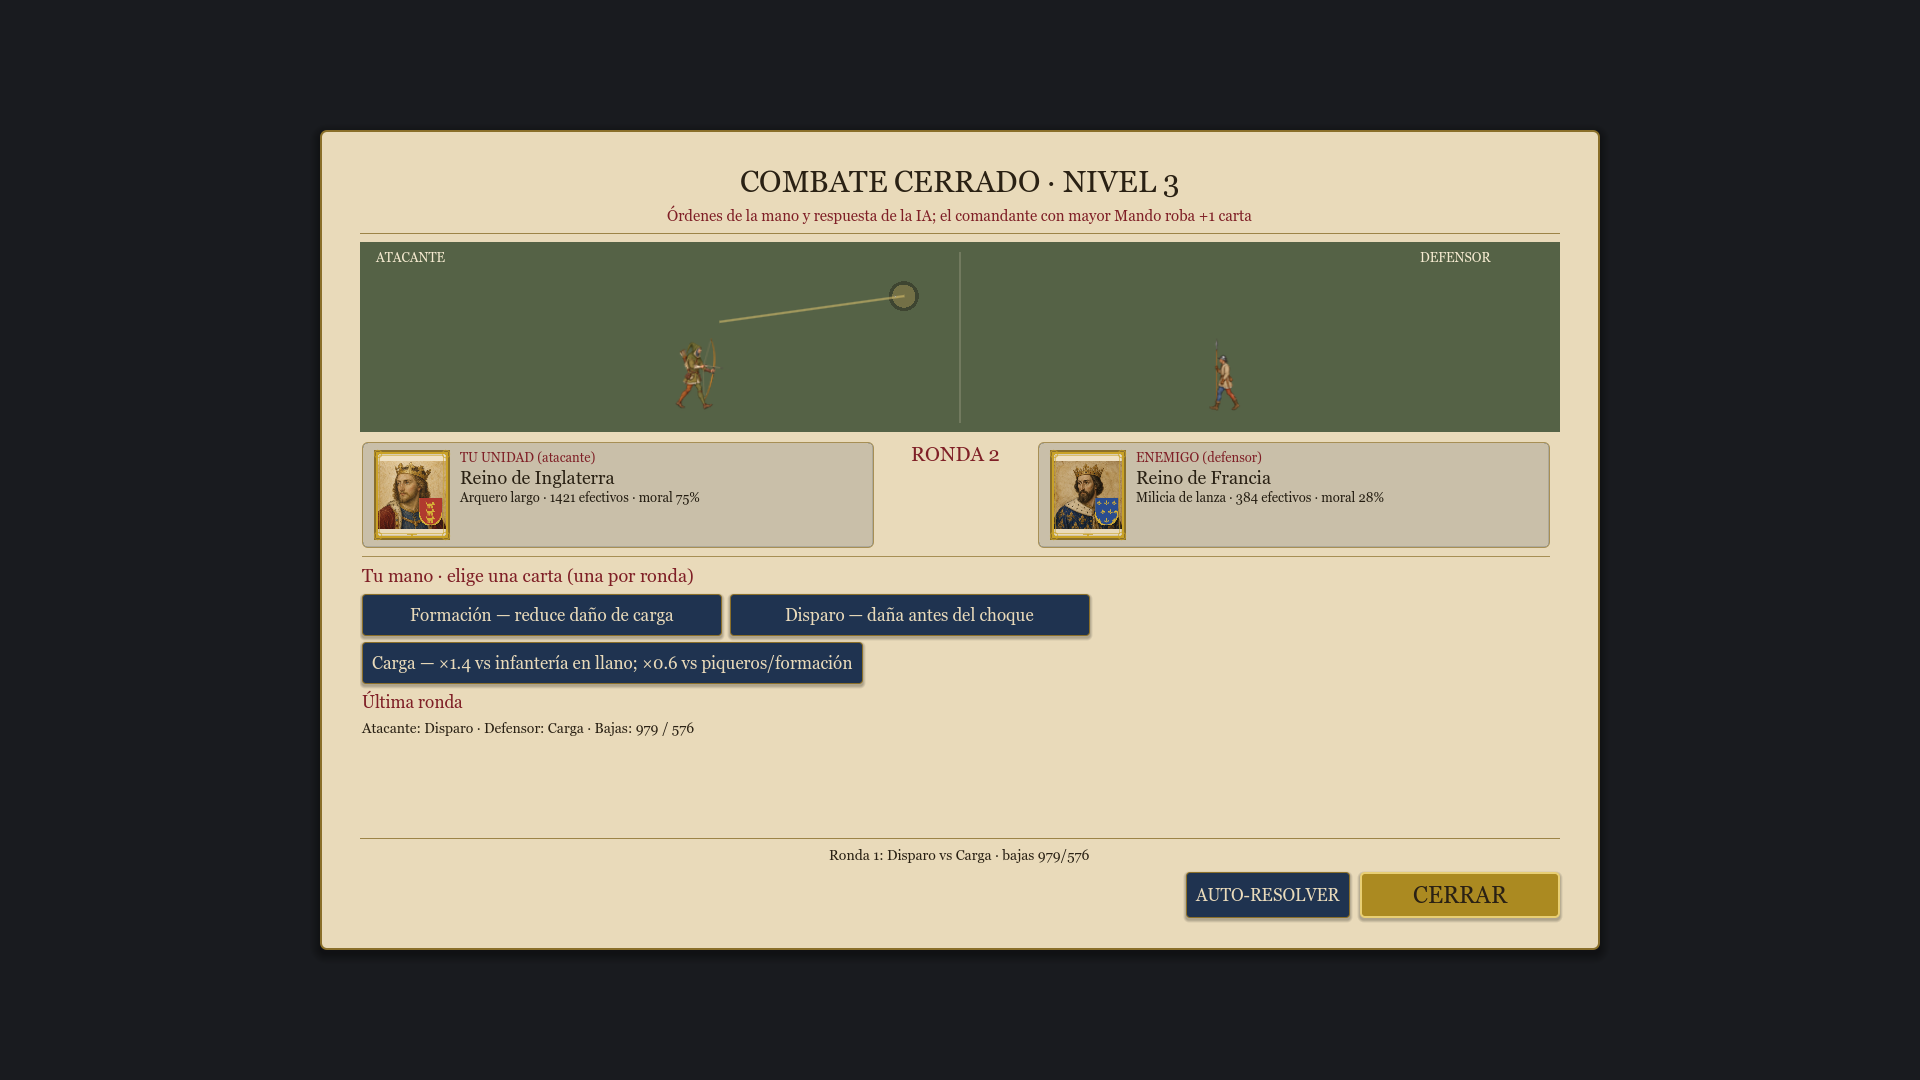 COMBATE CERRADO · NIVEL 3
Órdenes de la mano y respuesta de la IA; el comandante con mayor Mando roba +1 carta
ATACANTE
DEFENSOR
TU UNIDAD (atacante)
Reino de Inglaterra
Arquero largo · 1421 efectivos · moral 75%
RONDA 2
ENEMIGO (defensor)
Reino de Francia
Milicia de lanza · 384 efectivos · moral 28%
Tu mano · elige una carta (una por ronda)
Formación — reduce daño de carga
Disparo — daña antes del choque
Carga — ×1.4 vs infantería en llano; ×0.6 vs piqueros/formación
Última ronda
Atacante: Disparo · Defensor: Carga · Bajas: 979 / 576
Ronda 1: Disparo vs Carga · bajas 979/576
AUTO-RESOLVER
CERRAR